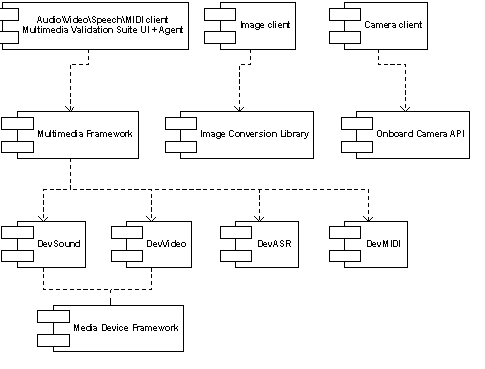 Audio\Video\Speech\MIDI client
Multimedia Validation Suite UI + Agent
Image client
Camera client
Multimedia Framework
Image Conversion Library
Onboard Camera API
DevSound
DevVideo
DevASR
DevMIDI
Media Device Framework